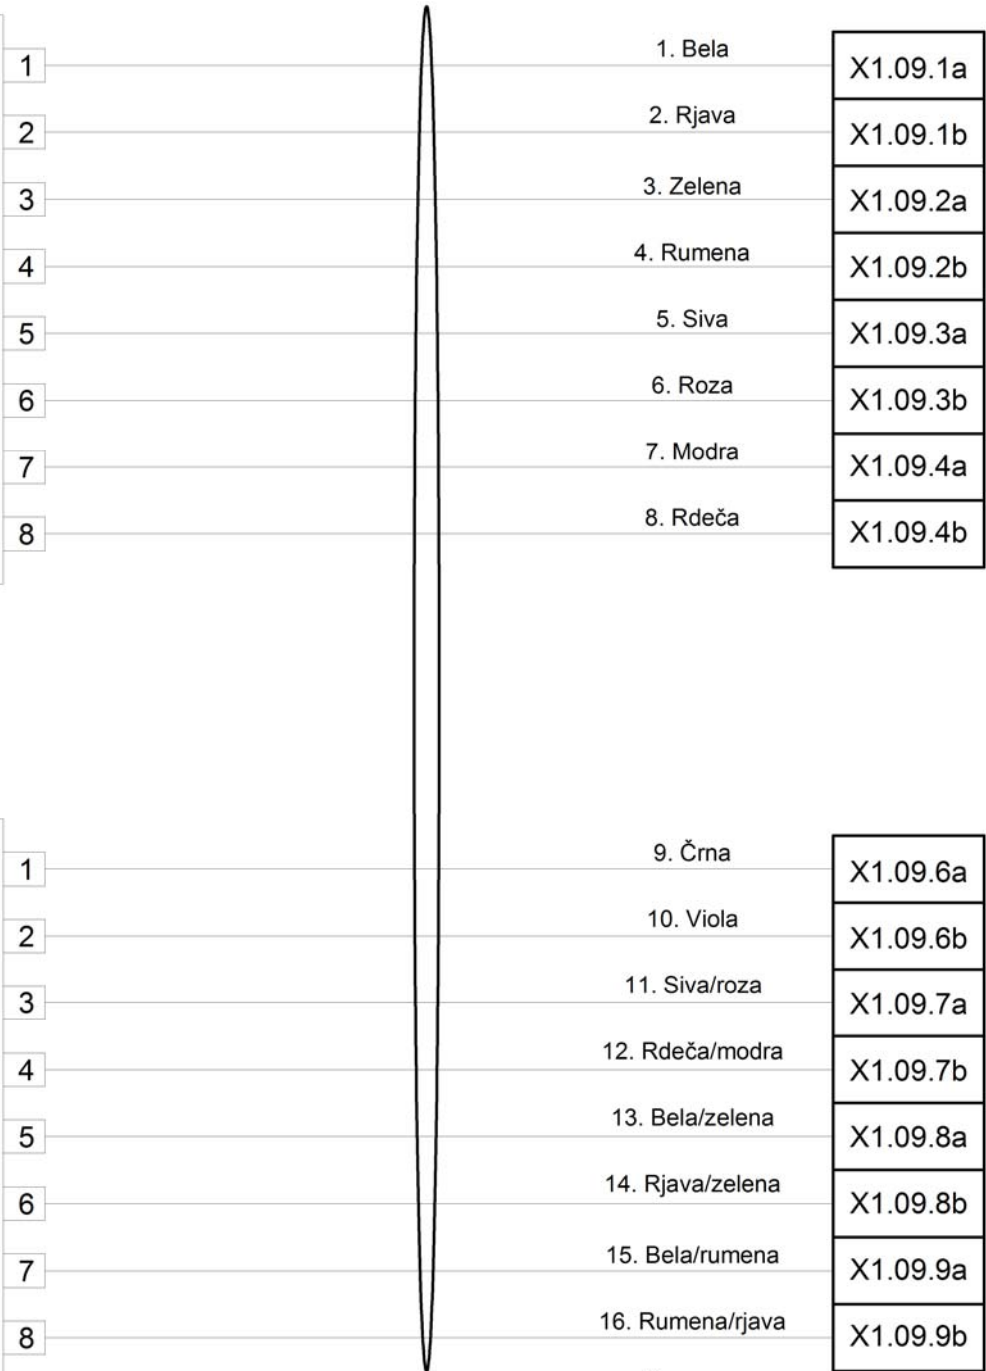 1 1. Bela X1.09.1a
2 2. Rjava X1.09.1b
3 3. Zelena X1.09.2a
4 4. Rumena X1.09.2b
5 5. Siva X1.09.3a
6 6. Roza X1.09.3b
7 7. Modra X1.09.4a
8 8. Rdeča X1.09.4b
1 9. Črna X1.09.6a
2 10. Viola X1.09.6b
3 11. Siva/roza X1.09.7a
4 12. Rdeča/modra X1.09.7b
5 13. Bela/zelena X1.09.8a
6 14. Rjava/zelena X1.09.8b
7 15. Bela/rumena X1.09.9a
8 16. Rumena/rjava X1.09.9b